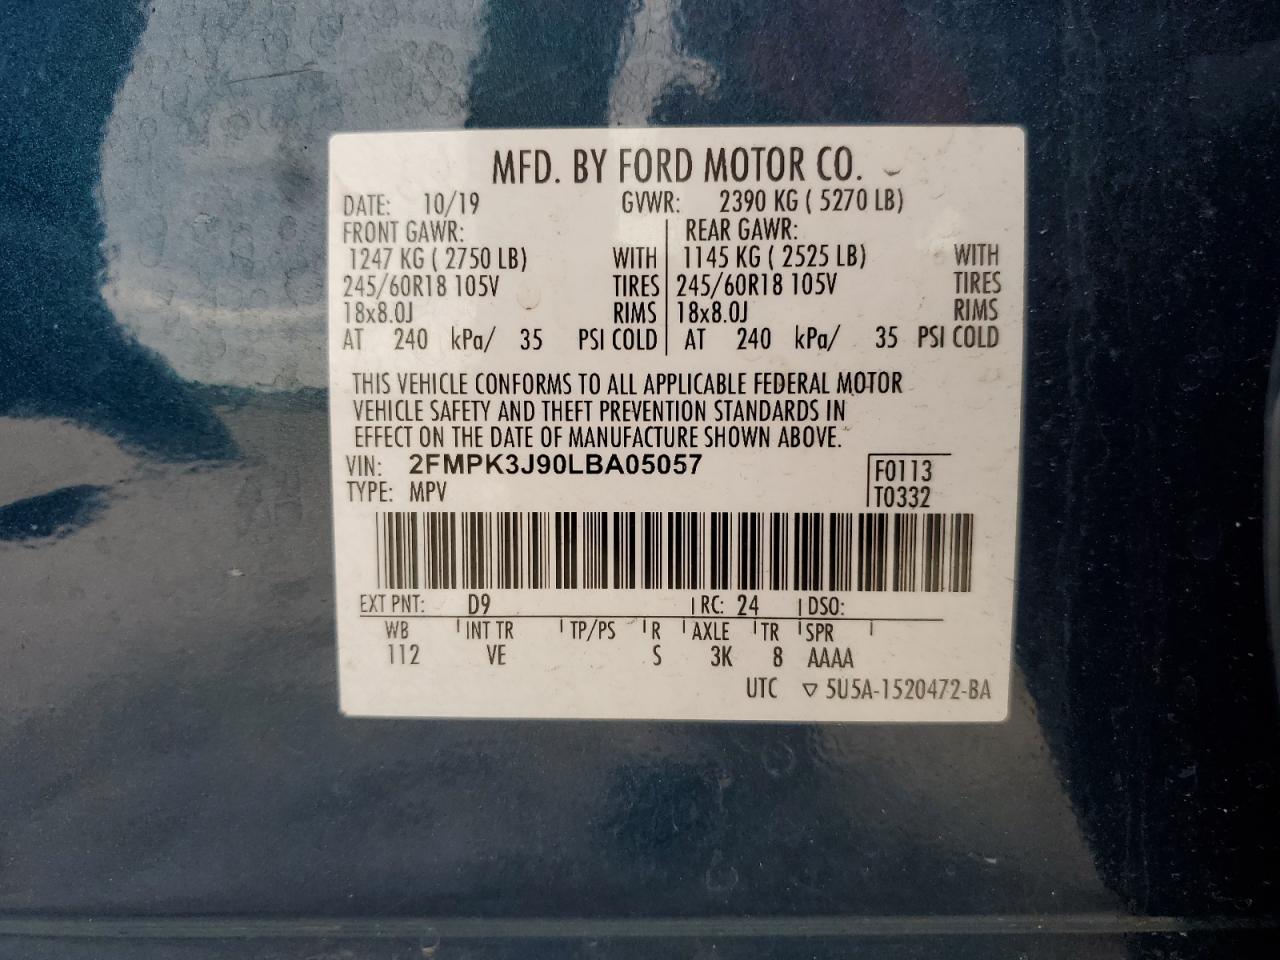 MFD. BY FORD MOTOR CO.
DATE: 10/19 GVWR: 2390 KG ( 5270 LB)
FRONT GAWR: REAR GAWR:
1247 KG ( 2750 LB) WITH 1145 KG ( 2525 LB) WITH
245/60R18 105V TIRES 245/60R18 105V TIRES
18x8.0J RIMS 18x8.0J RIMS
AT 240 kPa/ 35 PSI COLD AT 240 kPa/ 35 PSI COLD
THIS VEHICLE CONFORMS TO ALL APPLICABLE FEDERAL MOTOR
VEHICLE SAFETY AND THEFT PREVENTION STANDARDS IN
EFFECT ON THE DATE OF MANUFACTURE SHOWN ABOVE.
VIN: 2FMPK3J90LBA05057 F0113
TYPE: MPV T0332
EXT PNT: D9 RC: 24 DSO:
WB INT TR TP/PS R AXLE TR SPR
112 VE S 3K 8 AAAA
UTC ▽ 5U5A-1520472-BA